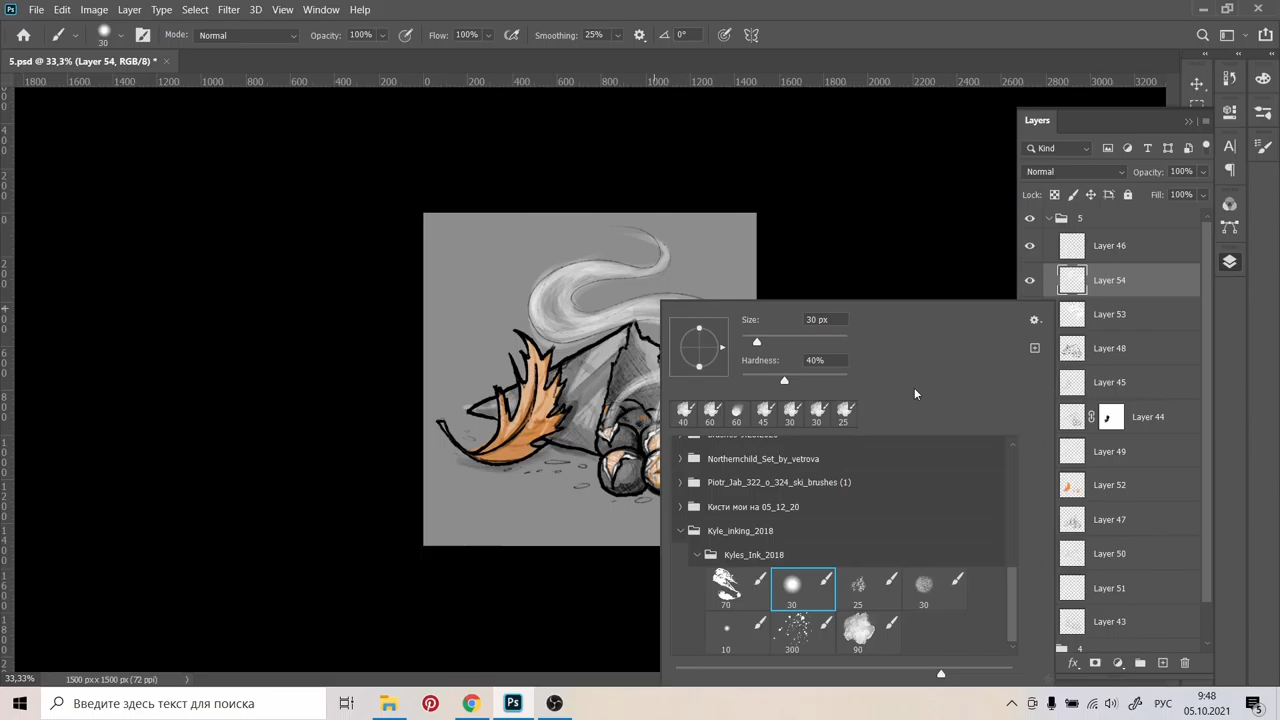 Ps File Edit Image Layer Type Select Filter 3D View Window Help
30 Mode: Normal Opacity: 100% Flow: 100% Smoothing: 25% 0°
5.psd @ 33,3% (Layer 54, RGB/8) * ×
1800 1600 1400 1200 1000 800 600 400 200 0 200 400 600 800 1000 1200 1400 1600 1800 2000 2200 2400 2600 2800 3000 3200
Layers
Kind
Normal Opacity: 100%
Lock: Fill: 100%
5
Layer 46
Layer 54
Layer 53
Layer 48
Layer 45
Layer 44
Layer 49
Layer 52
Layer 47
Layer 50
Layer 51
Layer 43
4
Size: 30 px
Hardness: 40%
40 60 60 45 30 30 25
Northernchild_Set_by_vetrova
Piotr_Jab_322_o_324_ski_brushes (1)
Кисти мои на 05_12_20
Kyle_inking_2018
Kyles_Ink_2018
70 30 25 30
10 300 90
33,33% 1500 px x 1500 px (72 ppi)
Введите здесь текст для поиска
Ps
РУС
9:48
05.10.2021
5